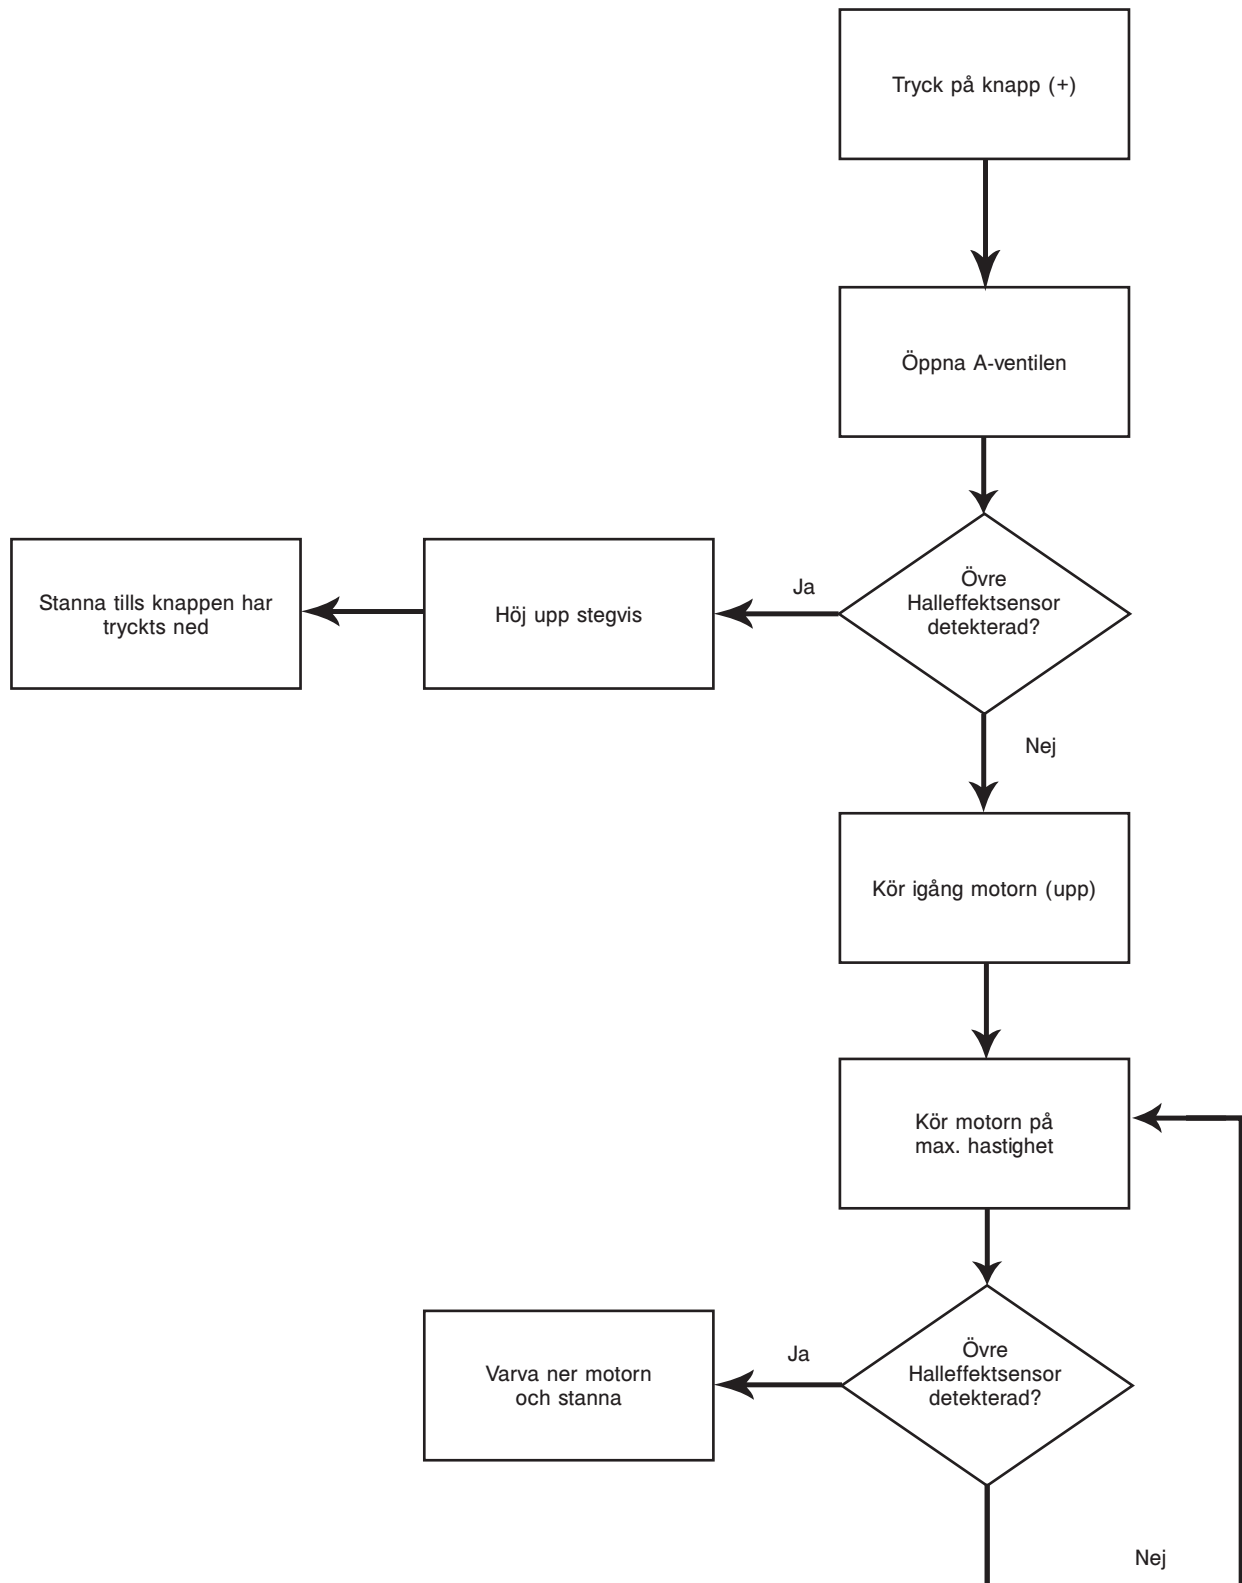 Tryck på knapp (+)
Öppna A-ventilen
Övre
Halleffektsensor
detekterad?
Ja
Höj upp stegvis
Stanna tills knappen har
tryckts ned
Nej
Kör igång motorn (upp)
Kör motorn på
max. hastighet
Övre
Halleffektsensor
detekterad?
Ja
Varva ner motorn
och stanna
Nej